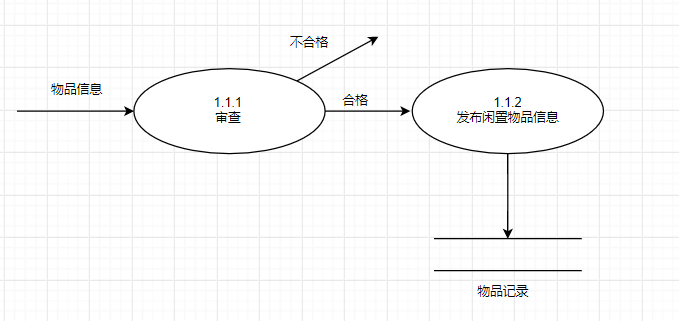 不合格
物品信息
合格
1.1.1
审查
1.1.2
发布闲置物品信息
物品记录